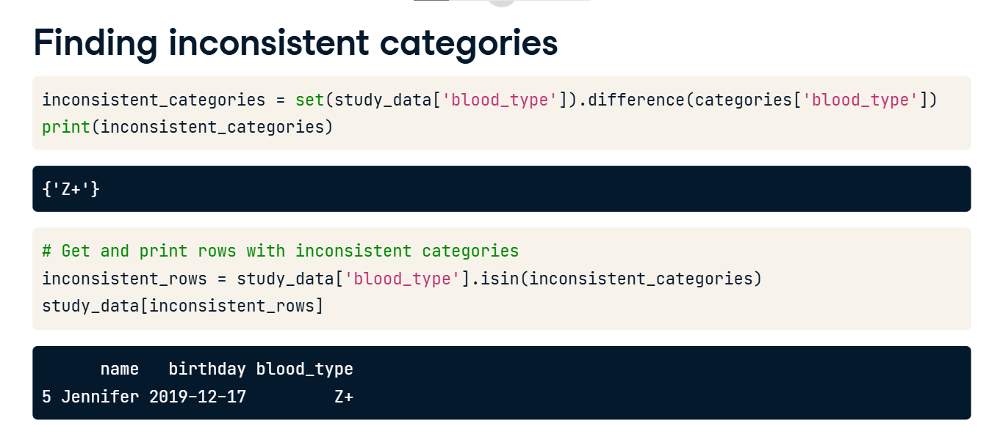 Finding inconsistent categories
inconsistent_categories = set(study_data['blood_type']).difference(categories['blood_type'])
print(inconsistent_categories)
{'Z+'}
# Get and print rows with inconsistent categories
inconsistent_rows = study_data['blood_type'].isin(inconsistent_categories)
study_data[inconsistent_rows]
      name   birthday blood_type
5 Jennifer 2019-12-17         Z+